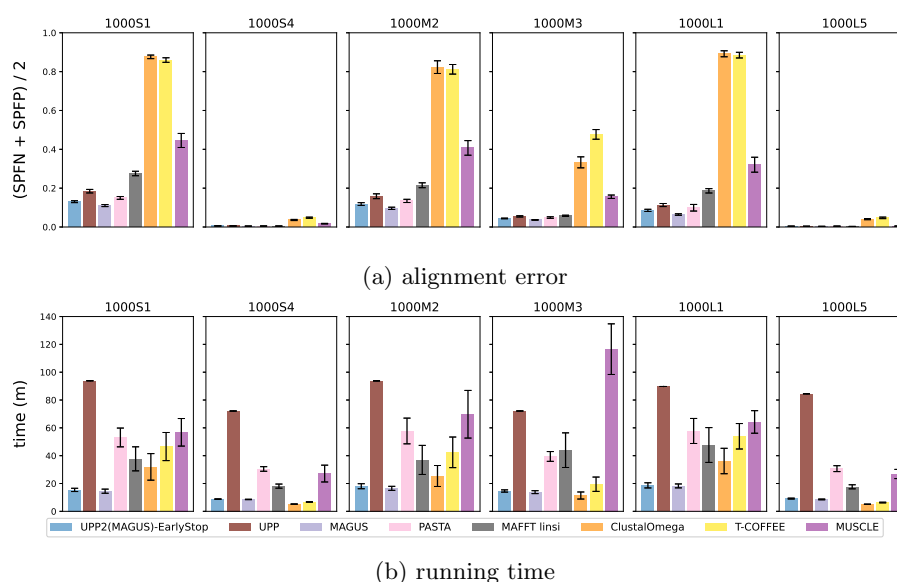 1000S1 1000S4 1000M2 1000M3 1000L1 1000L5
1.0
0.8
0.6
0.4
0.2
0.0
(SPFN + SPFP) / 2
(a) alignment error
1000S1 1000S4 1000M2 1000M3 1000L1 1000L5
140
120
100
80
60
40
20
0
time (m)
UPP2(MAGUS)-EarlyStop UPP MAGUS PASTA MAFFT linsi ClustalOmega T-COFFEE MUSCLE
(b) running time